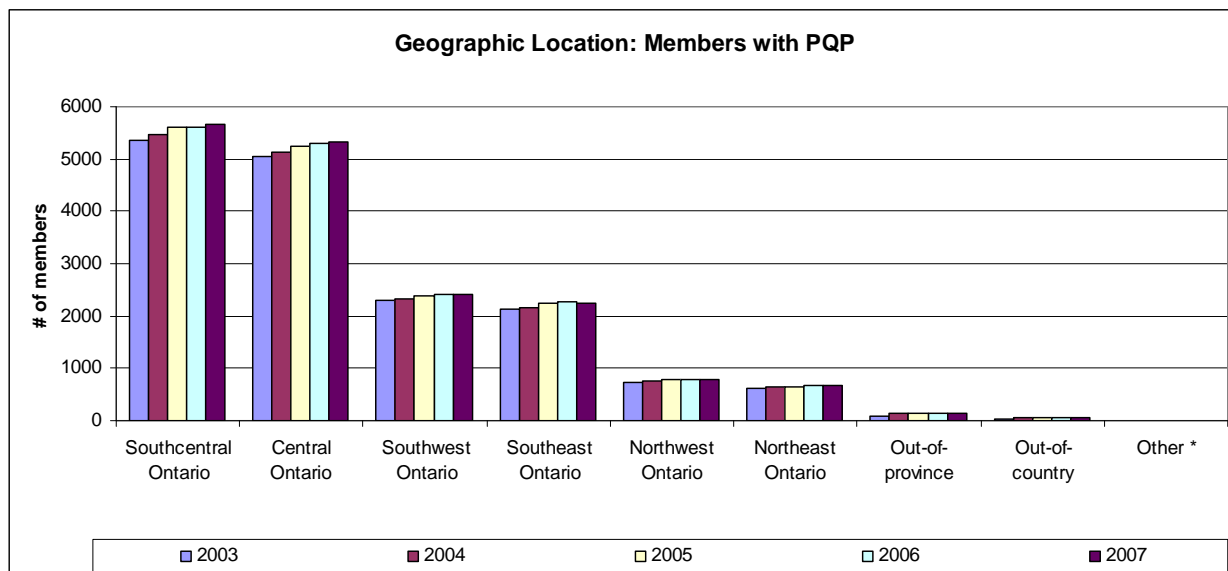 Geographic Location: Members with PQP
# of members
6000
5000
4000
3000
2000
1000
0
Southcentral
Ontario
Central
Ontario
Southwest
Ontario
Southeast
Ontario
Northwest
Ontario
Northeast
Ontario
Out-of-
province
Out-of-
country
Other *
2003
2004
2005
2006
2007